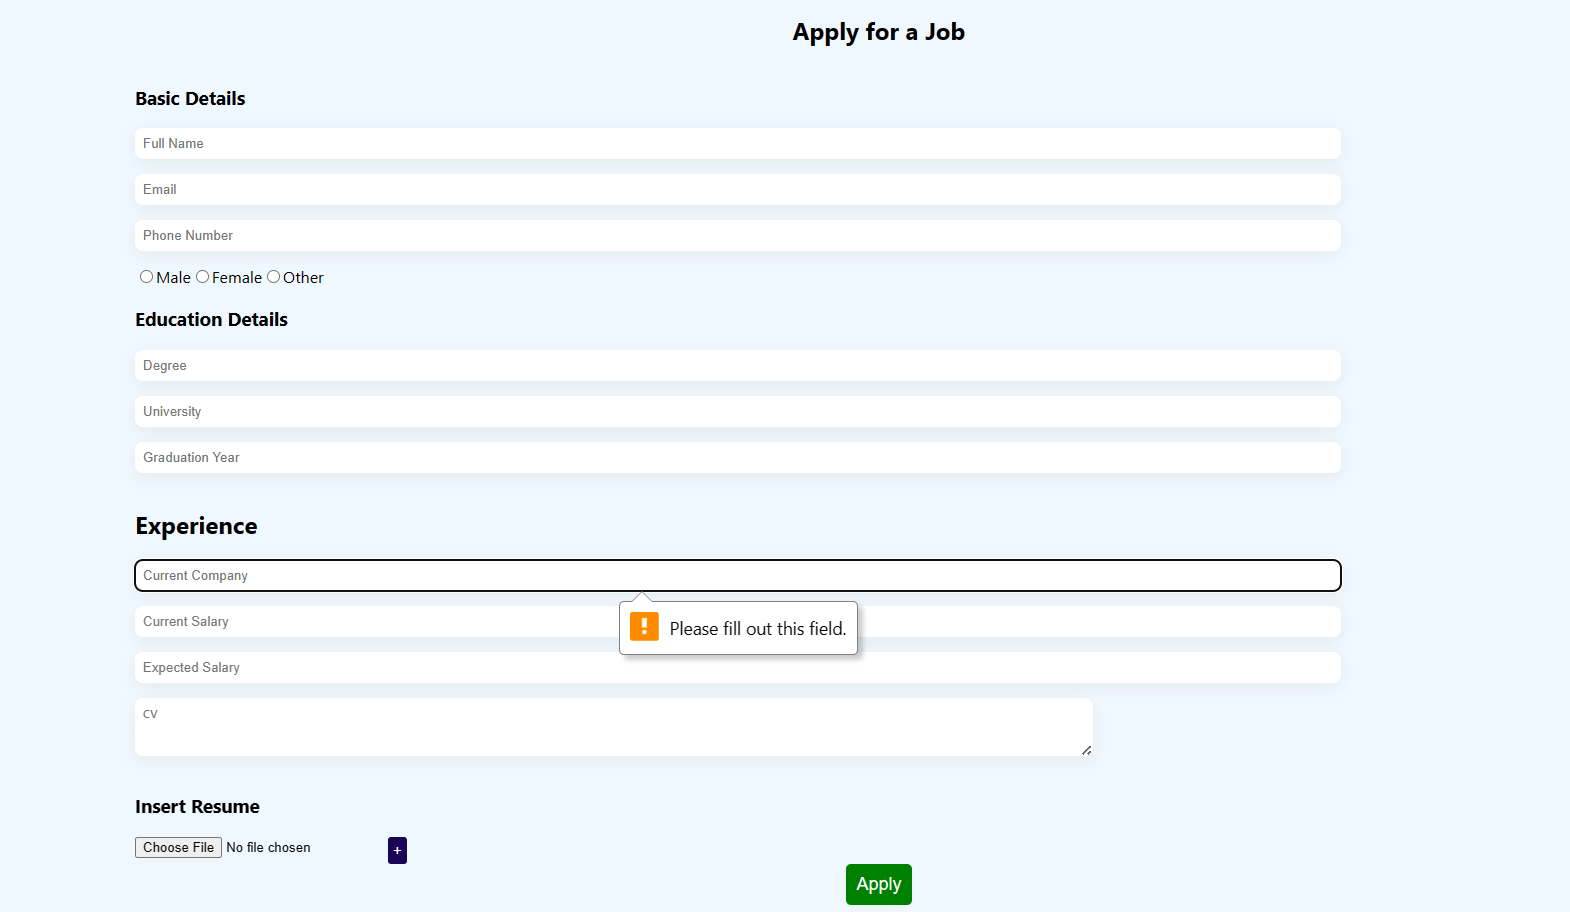 Apply for a Job
Basic Details
Full Name
Email
Phone Number
Male Female Other
Education Details
Degree
University
Graduation Year
Experience
Current Company
Please fill out this field.
Current Salary
Expected Salary
CV
Insert Resume
Choose File No file chosen +
Apply